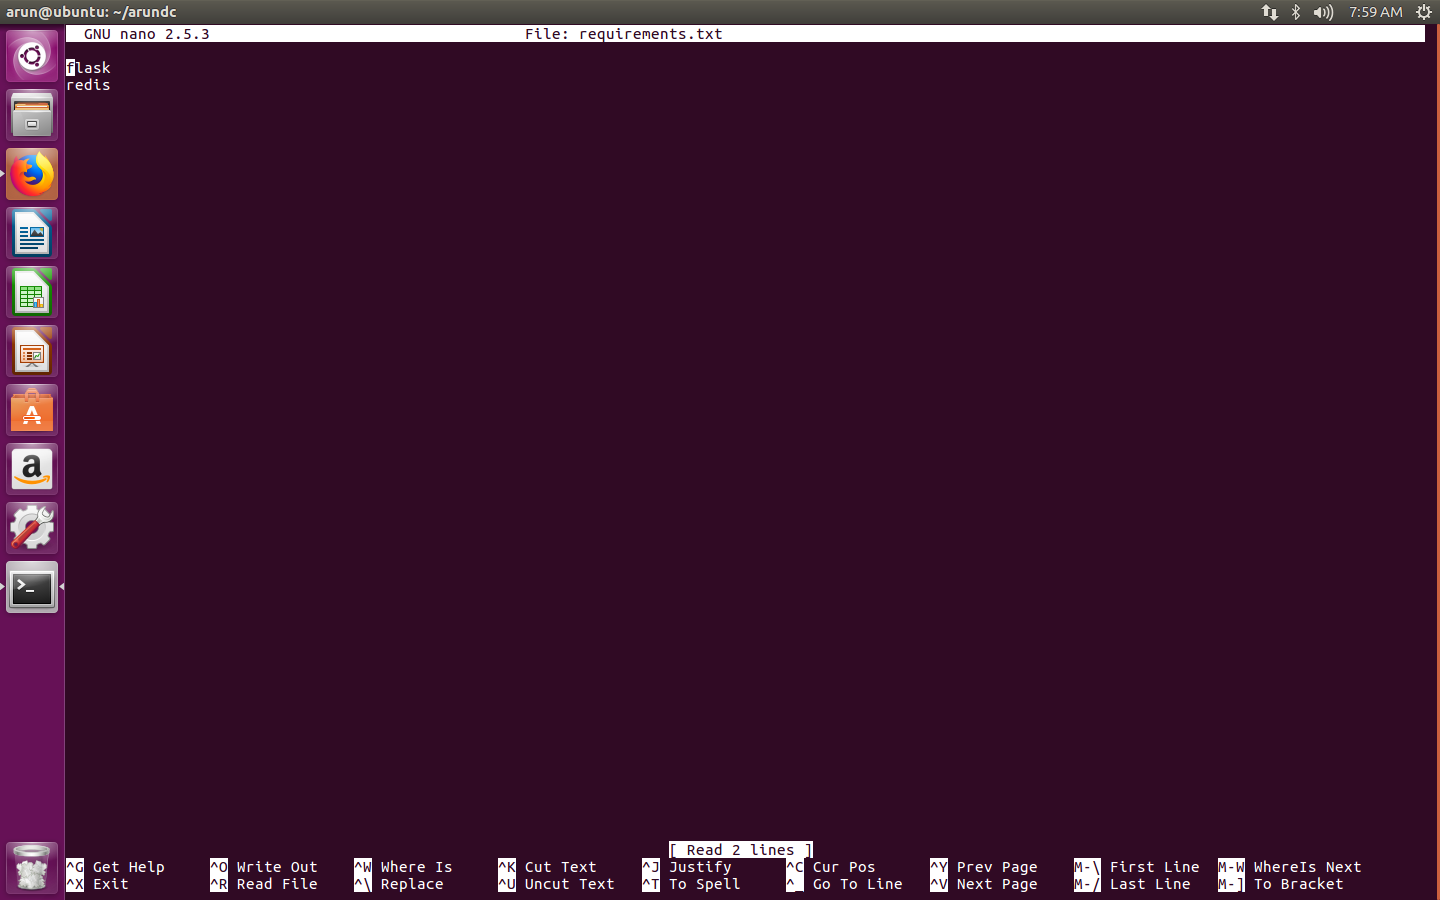 arun@ubuntu: ~/arundc 7:59 AM
GNU nano 2.5.3 File: requirements.txt
flask
redis
[ Read 2 lines ]
^G Get Help ^O Write Out ^W Where Is ^K Cut Text ^J Justify ^C Cur Pos ^Y Prev Page M-\ First Line M-W WhereIs Next
^X Exit ^R Read File ^\ Replace ^U Uncut Text ^T To Spell ^_ Go To Line ^V Next Page M-/ Last Line M-] To Bracket